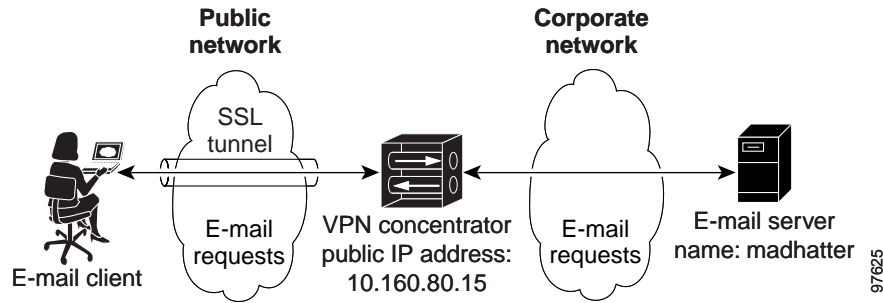 Public
network
Corporate
network
SSL
tunnel
E-mail
requests
E-mail client
VPN concentrator
public IP address:
10.160.80.15
E-mail
requests
E-mail server
name: madhatter
97625